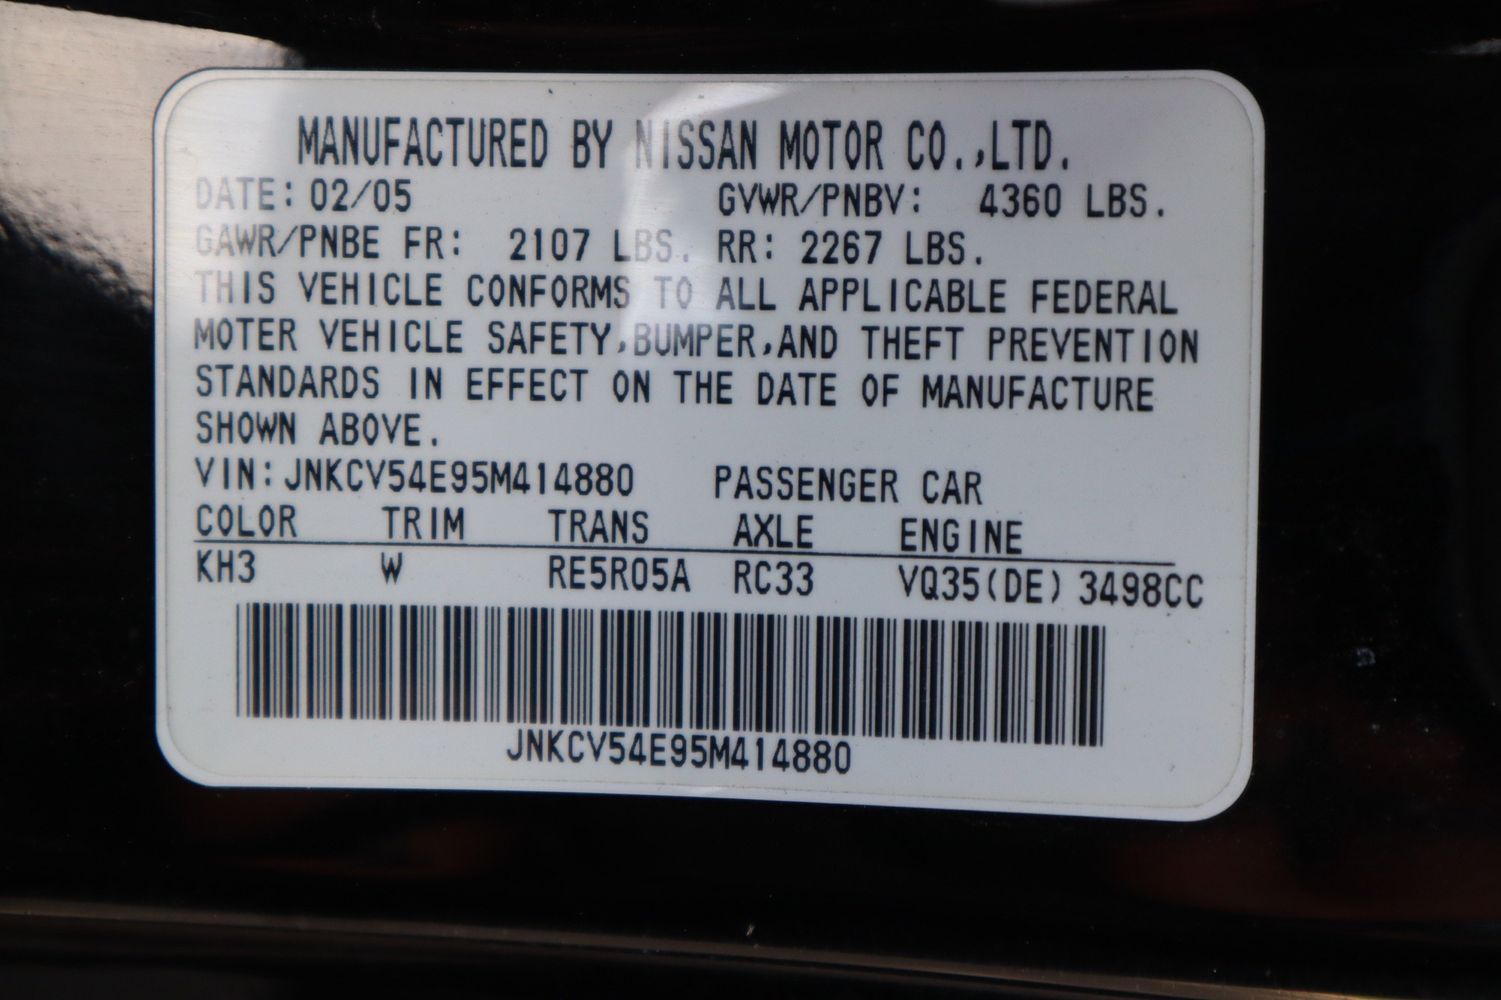 MANUFACTURED BY NISSAN MOTOR CO.,LTD.
DATE: 02/05 GVWR/PNBV: 4360 LBS.
GAWR/PNBE FR: 2107 LBS. RR: 2267 LBS.
THIS VEHICLE CONFORMS TO ALL APPLICABLE FEDERAL
MOTER VEHICLE SAFETY,BUMPER,AND THEFT PREVENTION
STANDARDS IN EFFECT ON THE DATE OF MANUFACTURE
SHOWN ABOVE.
VIN: JNKCV54E95M414880 PASSENGER CAR
COLOR TRIM TRANS AXLE ENGINE
KH3 W RE5R05A RC33 VQ35(DE) 3498CC
JNKCV54E95M414880